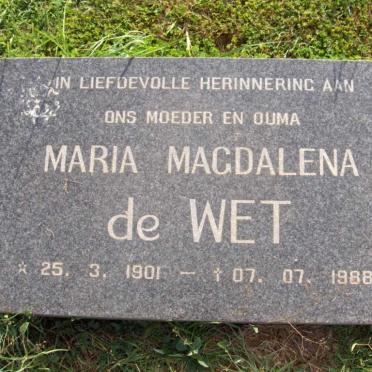 IN LIEFDEVOLLE HERINNERING AAN
ONS MOEDER EN OUMA
MARIA MAGDALENA
de WET
☆ 25. 3. 1901 — † 07. 07. 1988